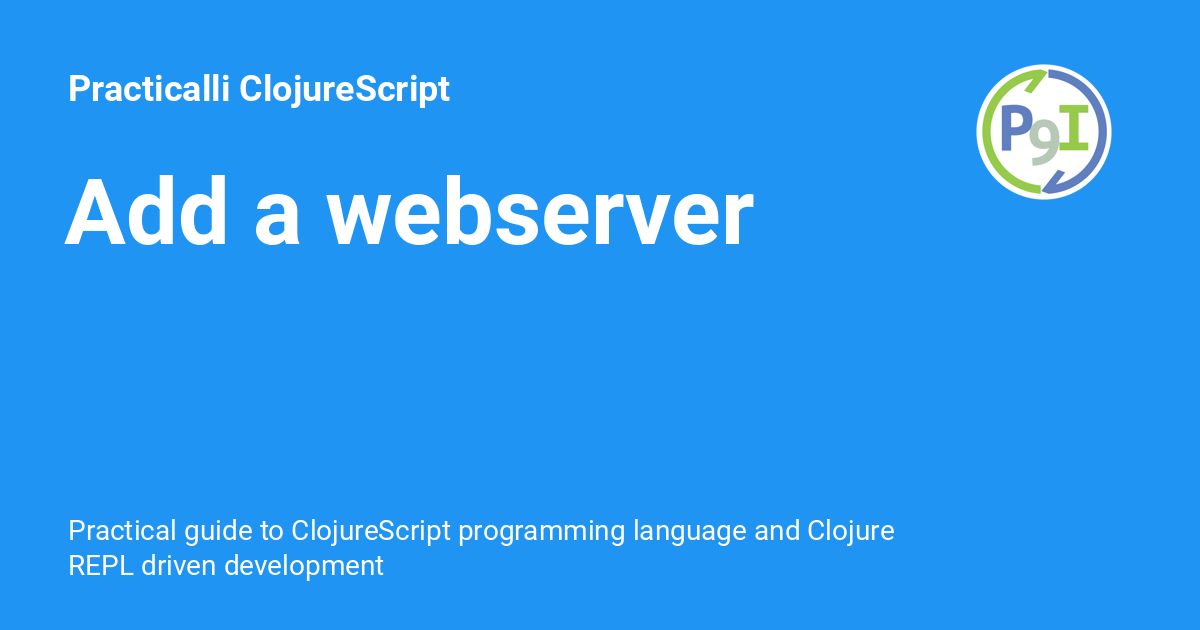 Practicalli ClojureScript
P9I
Add a webserver
Practical guide to ClojureScript programming language and Clojure
REPL driven development